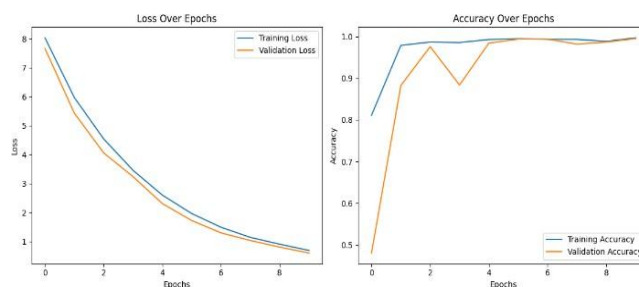 Loss Over Epochs
8
7
6
5
4
3
2
1
0
2
4
6
8
Loss
Epochs
Training Loss
Validation Loss
Accuracy Over Epochs
1.0
0.9
0.8
0.7
0.6
0.5
0
2
4
6
8
Accuracy
Epochs
Training Accuracy
Validation Accuracy